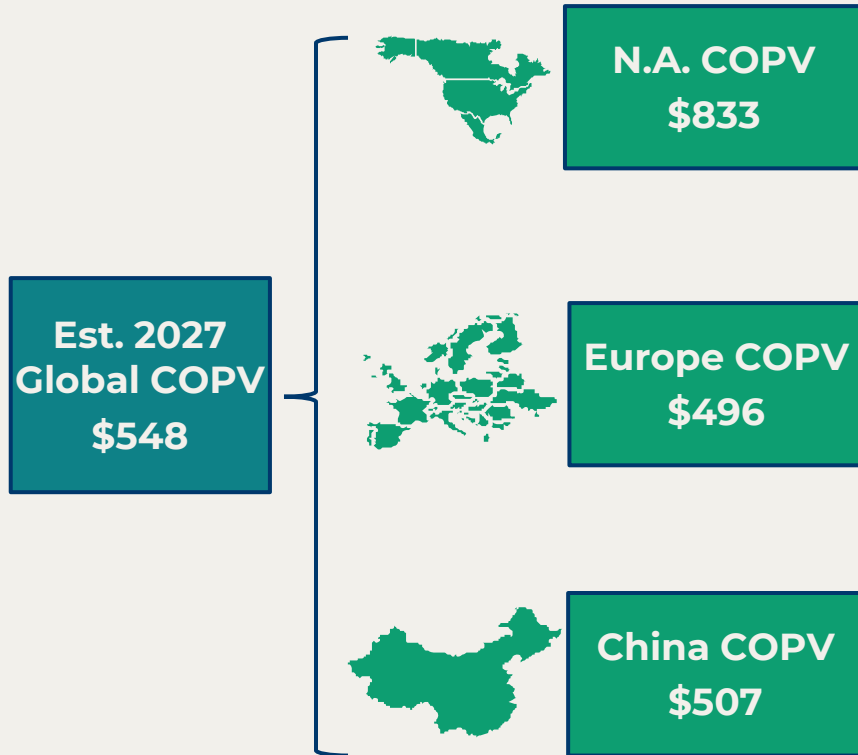 Est. 2027
Global COPV
$548
N.A. COPV
$833
Europe COPV
$496
China COPV
$507